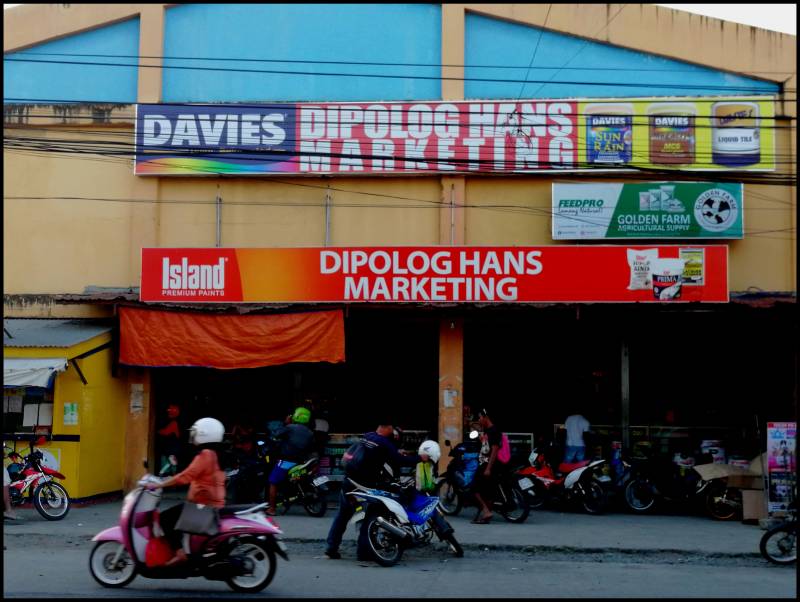 DAVIES
DIPOLOG HANS
MARKETING
DAVIES
SUN
RAIN
DAVIES
MCS
LIQUID TILE
FEEDPRO
GOLDEN FARM
AGRICULTURAL SUPPLY
GOLDEN FARM
Island
PREMIUM PAINTS
DIPOLOG HANS
MARKETING
PRIMA